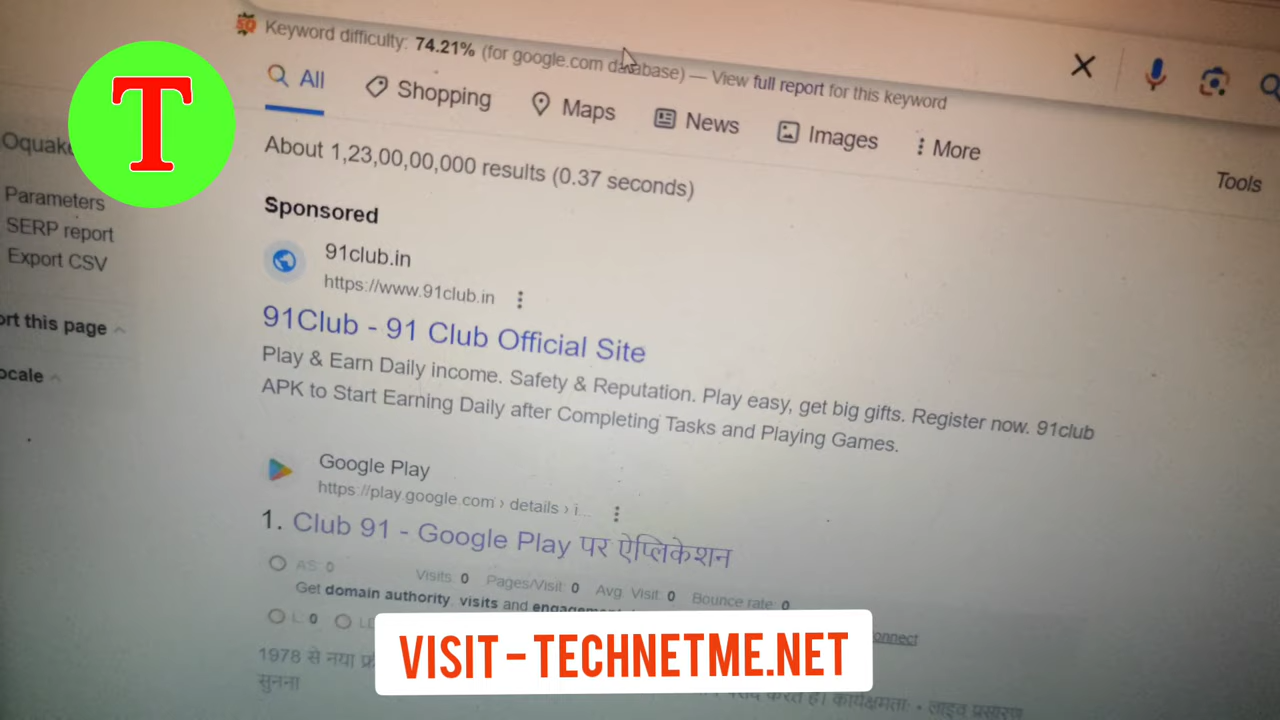 Keyword difficulty: 74.21% (for google.com database) — View full report for this keyword
T
All Shopping Maps News Images More
Tools
About 1,23,00,00,000 results (0.37 seconds)
Parameters
SERP report
Export CSV
Sponsored
91club.in
https://www.91club.in
91Club - 91 Club Official Site
Play & Earn Daily income. Safety & Reputation. Play easy, get big gifts. Register now. 91club
APK to Start Earning Daily after Completing Tasks and Playing Games.
this page
Google Play
https://play.google.com › details › i...
1. Club 91 - Google Play पर ऐप्लिकेशन
AS: 0 Visits: 0 Pages/Visit: 0 Avg. Visit: 0 Bounce rate: 0
Get domain authority, visits and
L: 0
VISIT – TECHNETME.NET
1978 से नया
सुनना